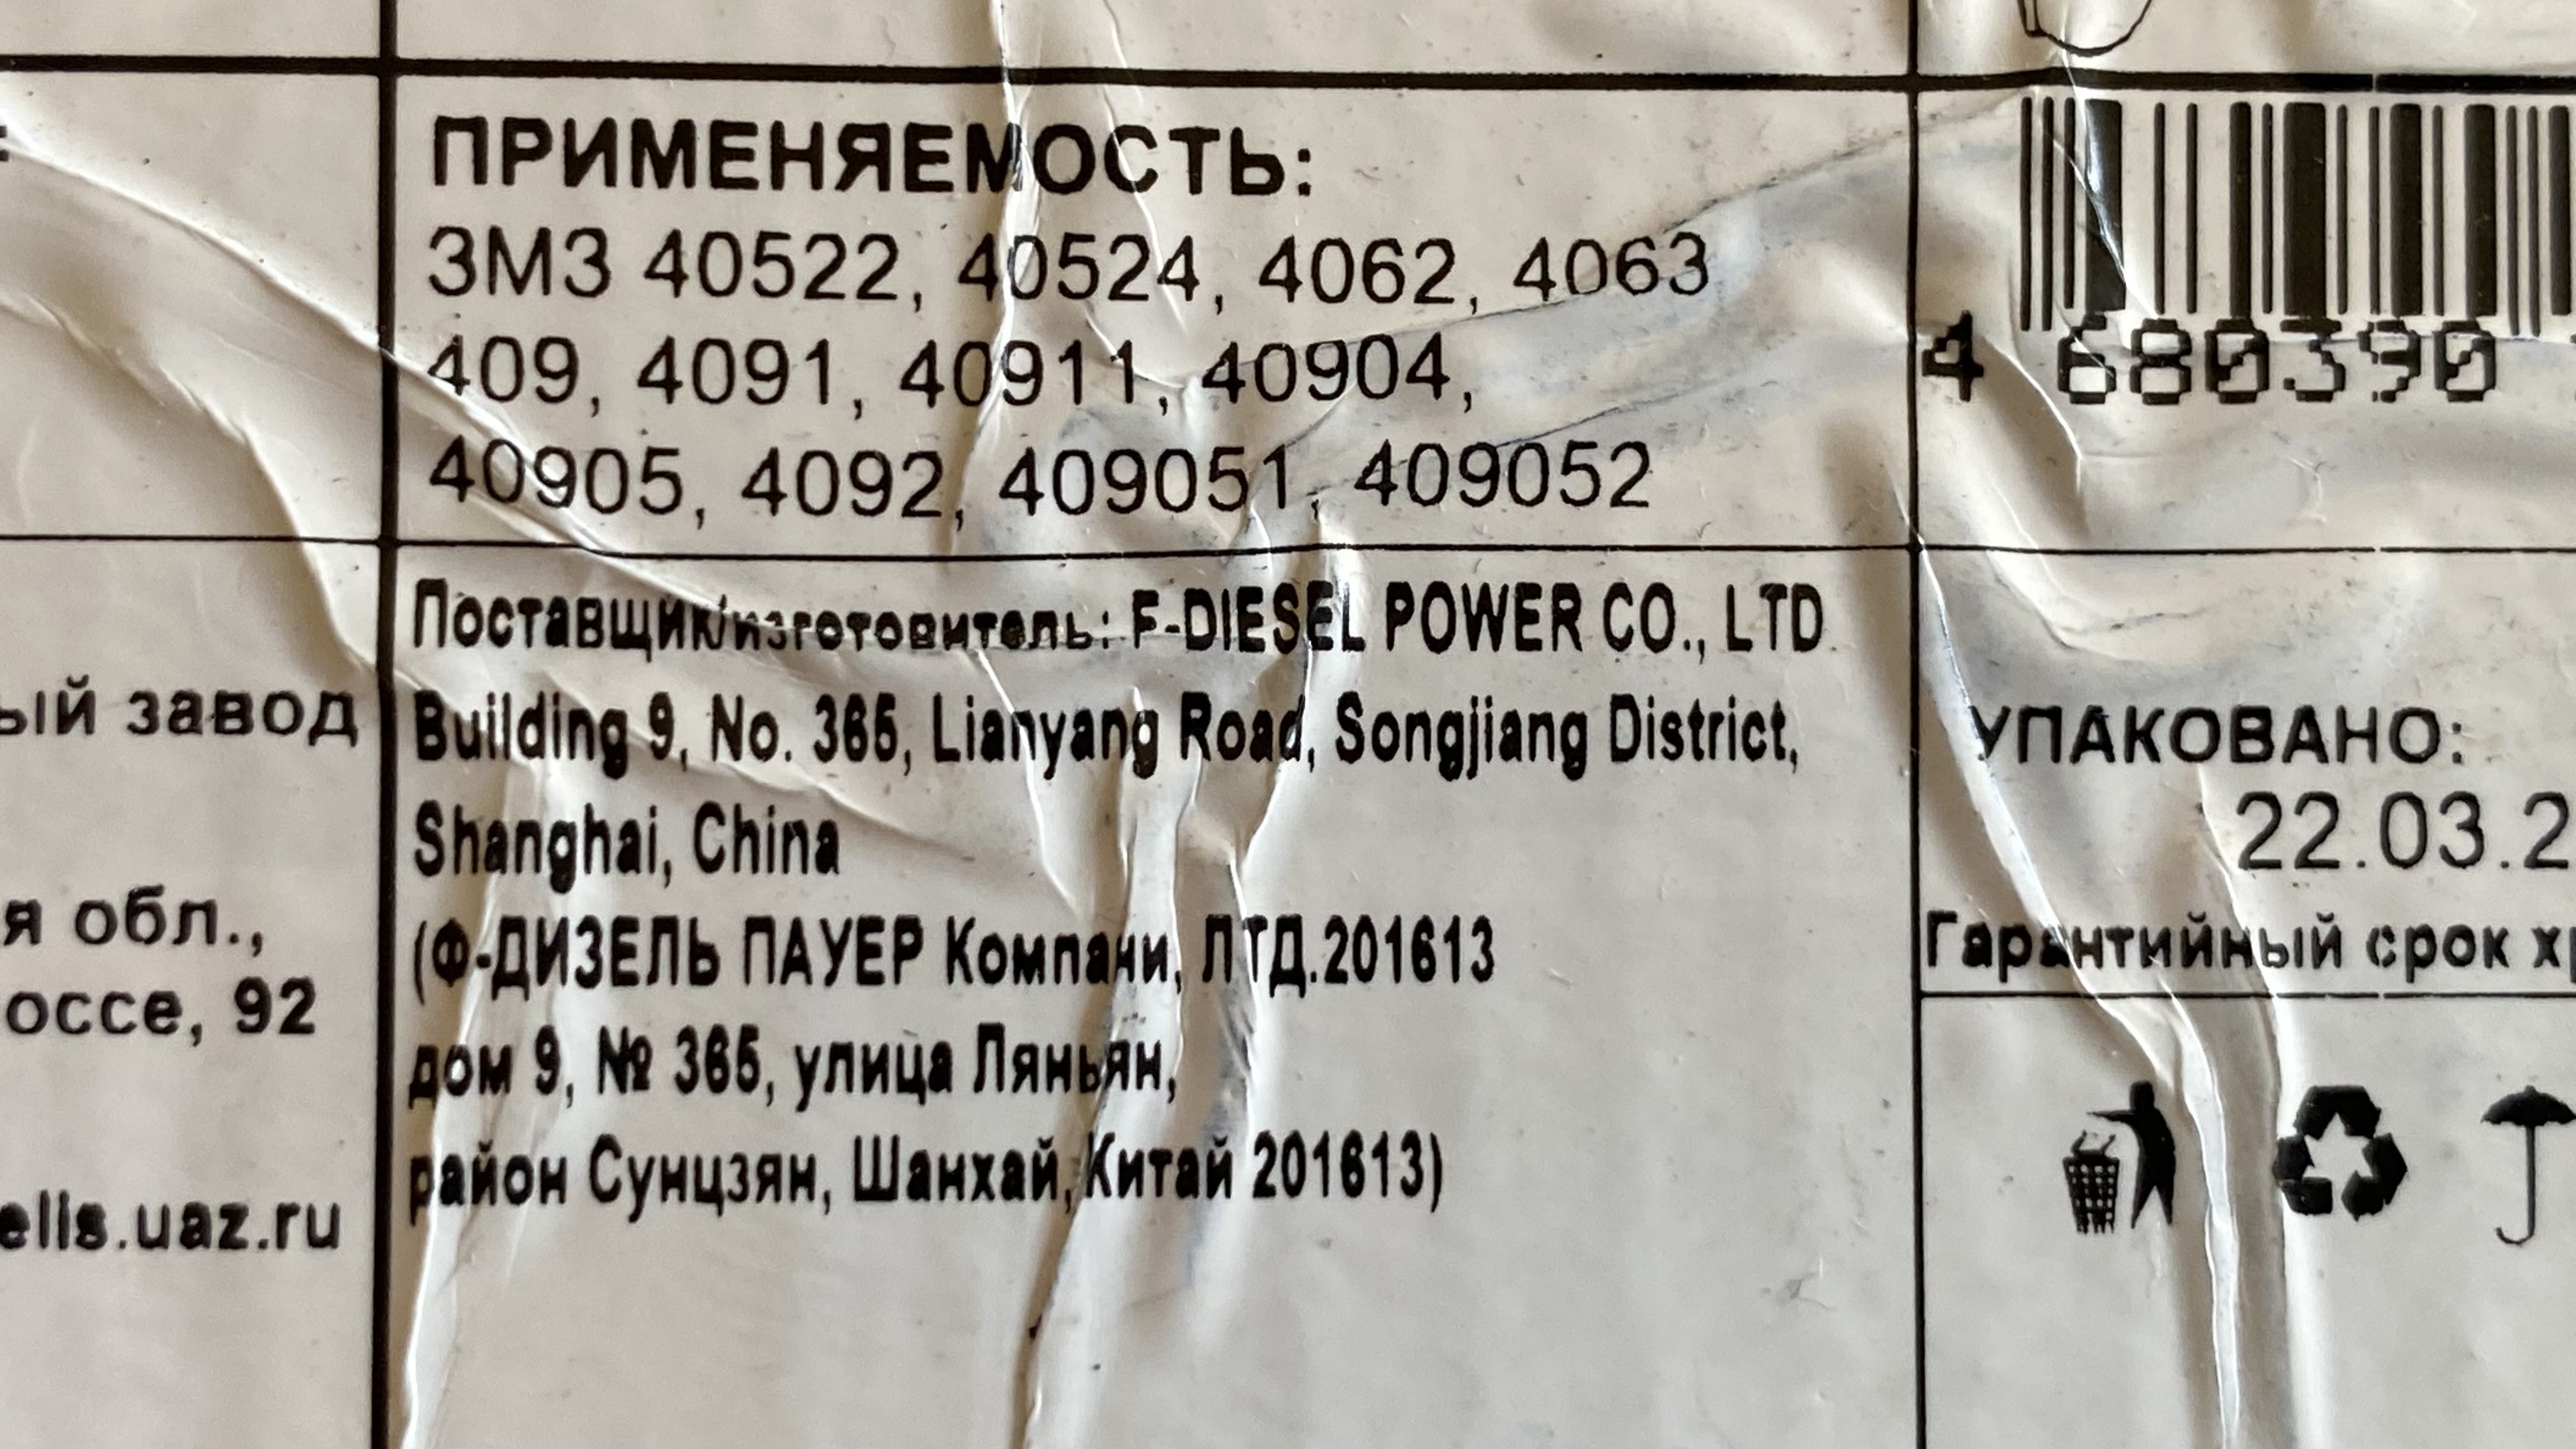 ПРИМЕНЯЕМОСТЬ:
ЗМЗ 40522, 40524, 4062, 4063
409, 4091, 40911, 40904,
40905, 4092, 409051, 409052
Поставщик/изготовитель: F-DIESEL POWER CO., LTD.
Building 9, No. 365, Lianyang Road, Songjiang District,
Shanghai, China
(Ф-ДИЗЕЛЬ ПАУЕР Компани, ЛТД.201613
дом 9, № 365, улица Ляньян,
район Сунцзян, Шанхай, Китай 201613)
ый завод
я обл.,
оссе, 92
ells.uaz.ru
4 680390
УПАКОВАНО:
22.03.2
Гарантийный срок хр